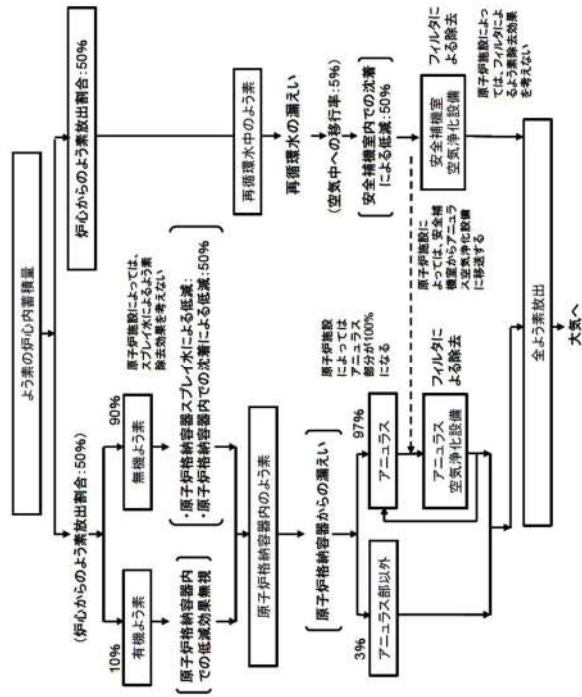 よう素の炉心内蓄積量
(炉心からのよう素放出割合:50%)
炉心からのよう素放出割合:50%
10%
有機よう素
90%
無機よう素
原子炉施設によっては、
スプレイ水によるよう素
除去効果を考えない
原子炉格納容器内
での低減効果無視
・原子炉格納容器スプレイ水による低減
・原子炉格納容器内での沈着による低減:50%
原子炉格納容器内のよう素
原子炉格納容器からの漏えい
3%
アニュラス部以外
97%
アニュラス
原子炉施設
によっては
アニュラス
部分が100%
になる
アニュラス
空気浄化設備
フィルタに
よる除去
再循環水中のよう素
再循環水の漏えい
(空気中への移行率:5%)
安全補機室内での沈着
による低減:50%
安全補機室
空気浄化設備
フィルタに
よる除去
原子炉施設によっ
ては、フィルタによ
るよう素除去効果
を考えない
原子炉施設に
よっては、安全補
機室からアニュラ
ス空気浄化設備
に移送する
全よう素放出
大気へ